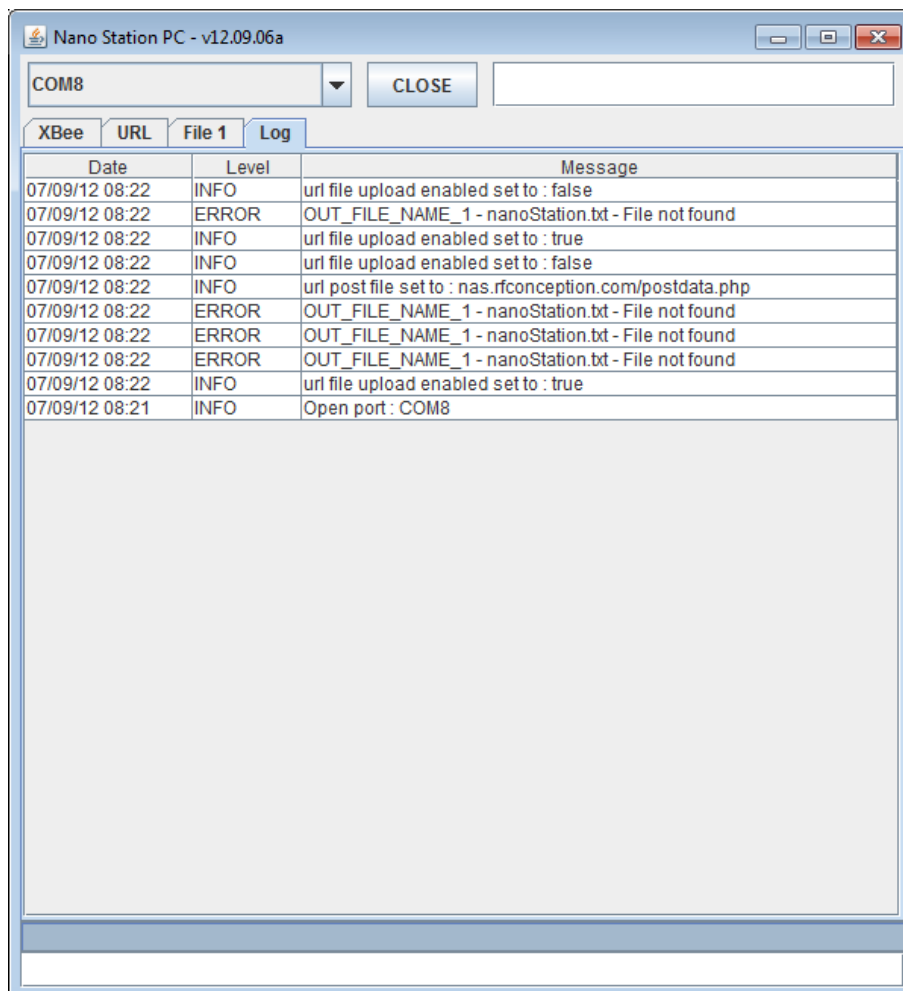 Nano Station PC - v12.09.06a
COM8 CLOSE
XBee URL File 1 Log
Date Level Message
07/09/12 08:22 INFO url file upload enabled set to : false
07/09/12 08:22 ERROR OUT_FILE_NAME_1 - nanoStation.txt - File not found
07/09/12 08:22 INFO url file upload enabled set to : true
07/09/12 08:22 INFO url file upload enabled set to : false
07/09/12 08:22 INFO url post file set to : nas.rfconception.com/postdata.php
07/09/12 08:22 ERROR OUT_FILE_NAME_1 - nanoStation.txt - File not found
07/09/12 08:22 ERROR OUT_FILE_NAME_1 - nanoStation.txt - File not found
07/09/12 08:22 ERROR OUT_FILE_NAME_1 - nanoStation.txt - File not found
07/09/12 08:22 INFO url file upload enabled set to : true
07/09/12 08:21 INFO Open port : COM8